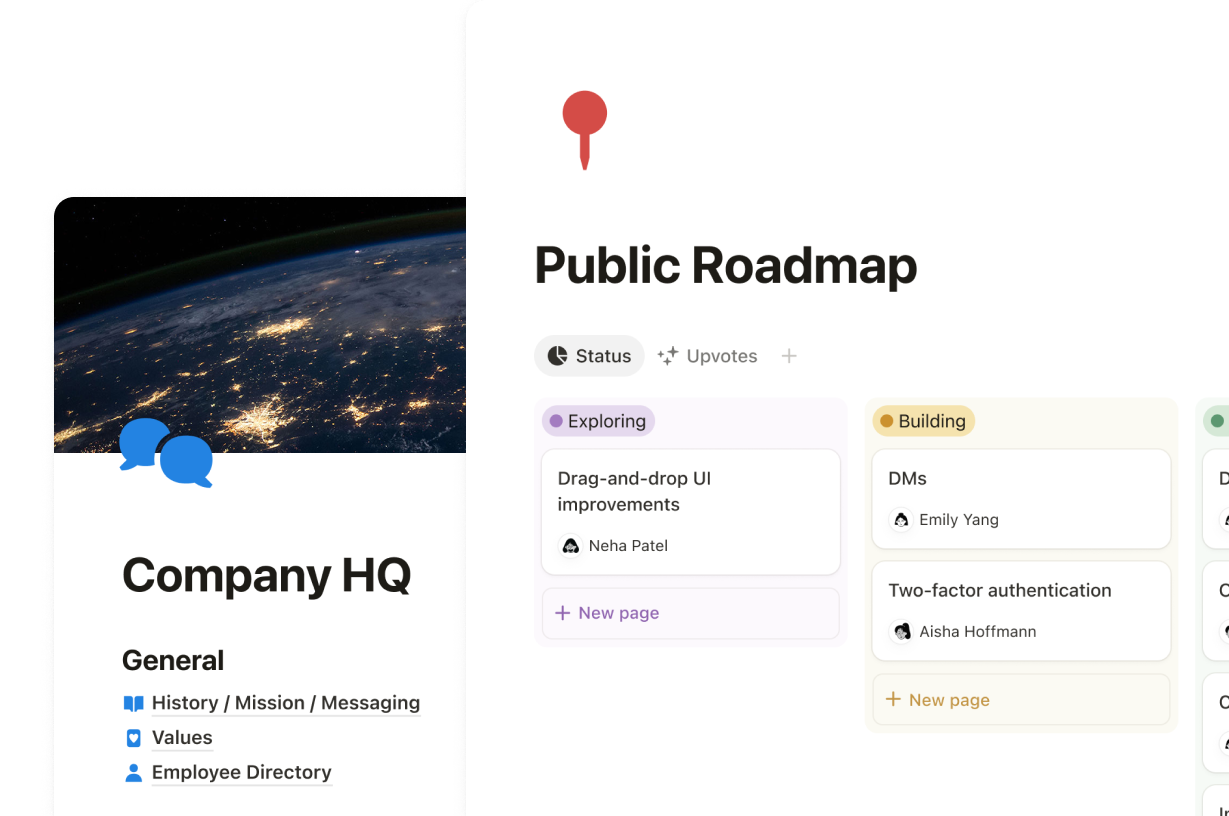 Public Roadmap
Status
Upvotes
Exploring
Drag-and-drop UI
improvements
Neha Patel
New page
Building
DMs
Emily Yang
Two-factor authentication
Aisha Hoffmann
New page
Company HQ
General
History / Mission / Messaging
Values
Employee Directory